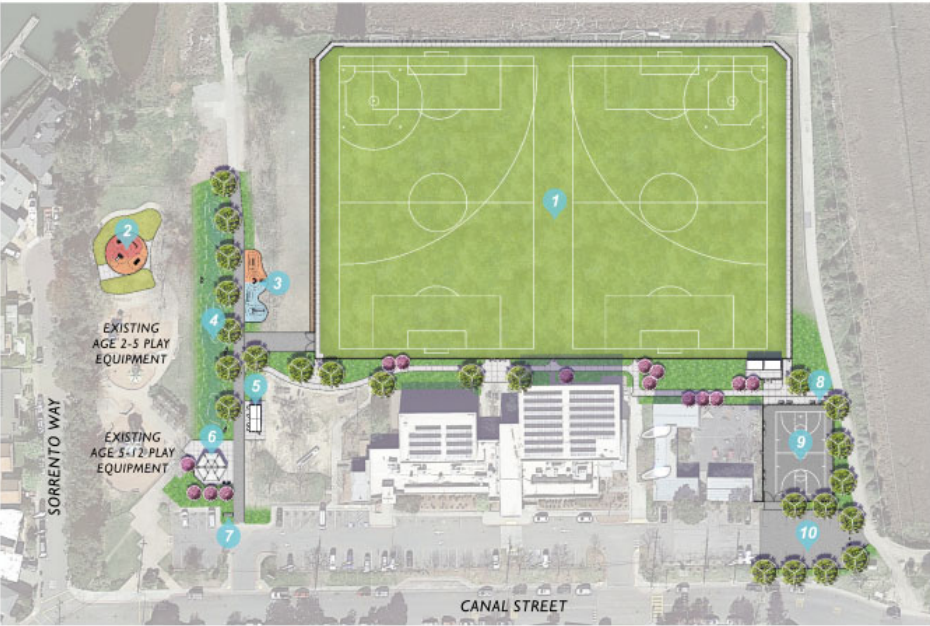 1
2
3
4
EXISTING
AGE 2-5 PLAY
EQUIPMENT
5
8
6
EXISTING
AGE 5-12 PLAY
EQUIPMENT
9
SORRENTO WAY
7
10
CANAL STREET